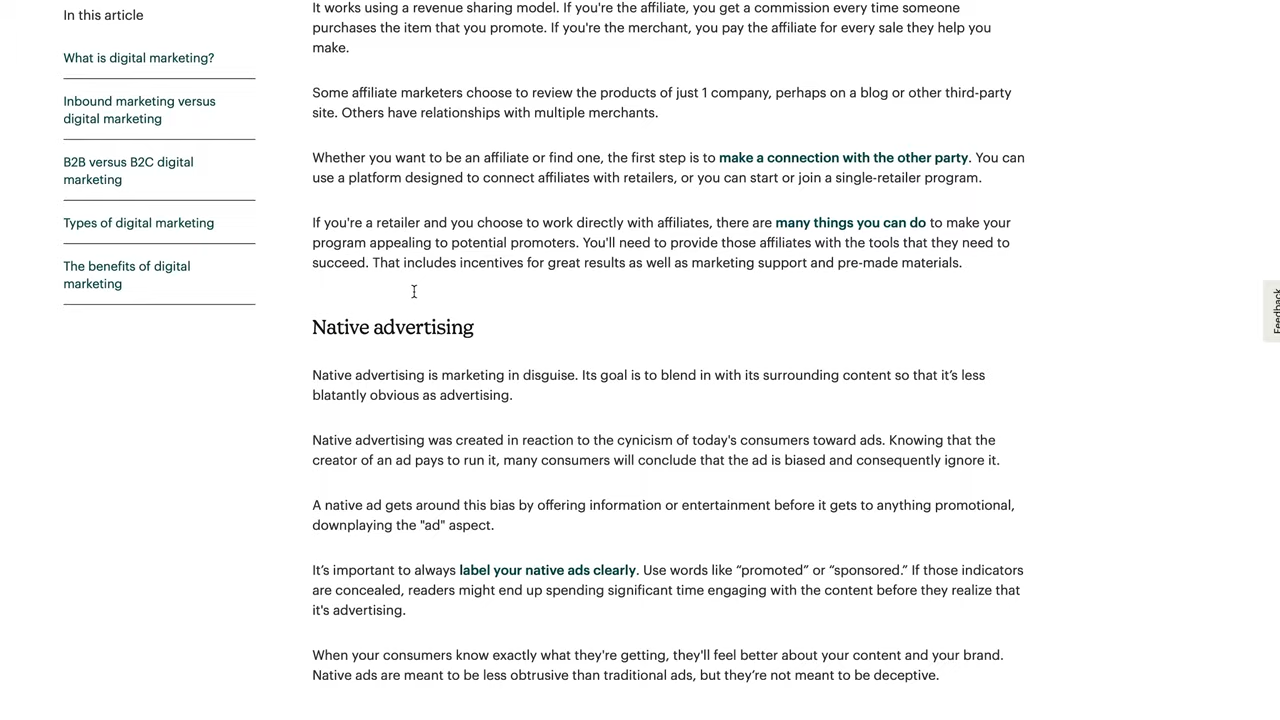 In this article
What is digital marketing?
Inbound marketing versus
digital marketing
B2B versus B2C digital
marketing
Types of digital marketing
The benefits of digital
marketing
It works using a revenue sharing model. If you're the affiliate, you get a commission every time someone
purchases the item that you promote. If you're the merchant, you pay the affiliate for every sale they help you
make.
Some affiliate marketers choose to review the products of just 1 company, perhaps on a blog or other third-party
site. Others have relationships with multiple merchants.
Whether you want to be an affiliate or find one, the first step is to make a connection with the other party. You can
use a platform designed to connect affiliates with retailers, or you can start or join a single-retailer program.
If you're a retailer and you choose to work directly with affiliates, there are many things you can do to make your
program appealing to potential promoters. You'll need to provide those affiliates with the tools that they need to
succeed. That includes incentives for great results as well as marketing support and pre-made materials.
Native advertising
Native advertising is marketing in disguise. Its goal is to blend in with its surrounding content so that it’s less
blatantly obvious as advertising.
Native advertising was created in reaction to the cynicism of today's consumers toward ads. Knowing that the
creator of an ad pays to run it, many consumers will conclude that the ad is biased and consequently ignore it.
A native ad gets around this bias by offering information or entertainment before it gets to anything promotional,
downplaying the "ad" aspect.
It’s important to always label your native ads clearly. Use words like “promoted” or “sponsored.” If those indicators
are concealed, readers might end up spending significant time engaging with the content before they realize that
it's advertising.
When your consumers know exactly what they're getting, they'll feel better about your content and your brand.
Native ads are meant to be less obtrusive than traditional ads, but they’re not meant to be deceptive.
Feedback